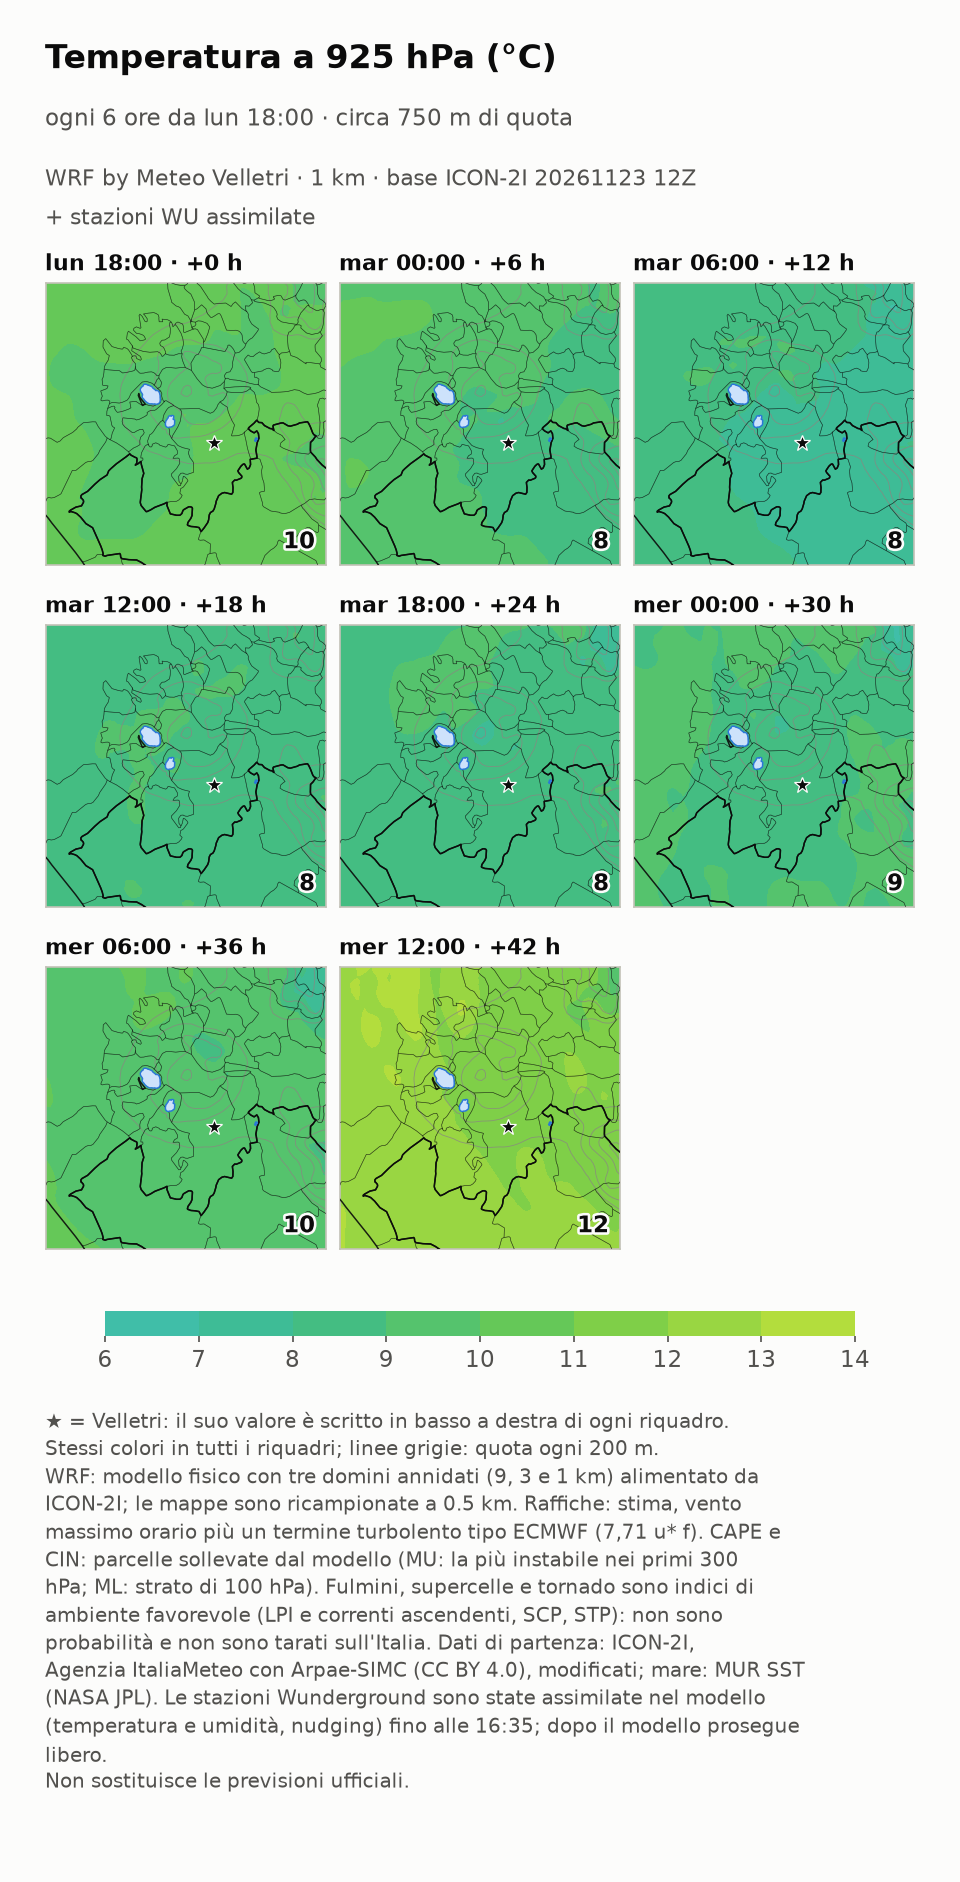 Temperatura a 925 hPa (°C)
ogni 6 ore da lun 18:00 · circa 750 m di quota
WRF by Meteo Velletri · 1 km · base ICON-2I 20261123 12Z
+ stazioni WU assimilate
lun 18:00 · +0 h
mar 00:00 · +6 h
mar 06:00 · +12 h
10
8
8
mar 12:00 · +18 h
mar 18:00 · +24 h
mer 00:00 · +30 h
8
8
9
mer 06:00 · +36 h
mer 12:00 · +42 h
10
12
6 7 8 9 10 11 12 13 14
★ = Velletri: il suo valore è scritto in basso a destra di ogni riquadro.
Stessi colori in tutti i riquadri; linee grigie: quota ogni 200 m.
WRF: modello fisico con tre domini annidati (9, 3 e 1 km) alimentato da
ICON-2I; le mappe sono ricampionate a 0.5 km. Raffiche: stima, vento
massimo orario più un termine turbolento tipo ECMWF (7,71 u* f). CAPE e
CIN: parcelle sollevate dal modello (MU: la più instabile nei primi 300
hPa; ML: strato di 100 hPa). Fulmini, supercelle e tornado sono indici di
ambiente favorevole (LPI e correnti ascendenti, SCP, STP): non sono
probabilità e non sono tarati sull'Italia. Dati di partenza: ICON-2I,
Agenzia ItaliaMeteo con Arpae-SIMC (CC BY 4.0), modificati; mare: MUR SST
(NASA JPL). Le stazioni Wunderground sono state assimilate nel modello
(temperatura e umidità, nudging) fino alle 16:35; dopo il modello prosegue
libero.
Non sostituisce le previsioni ufficiali.